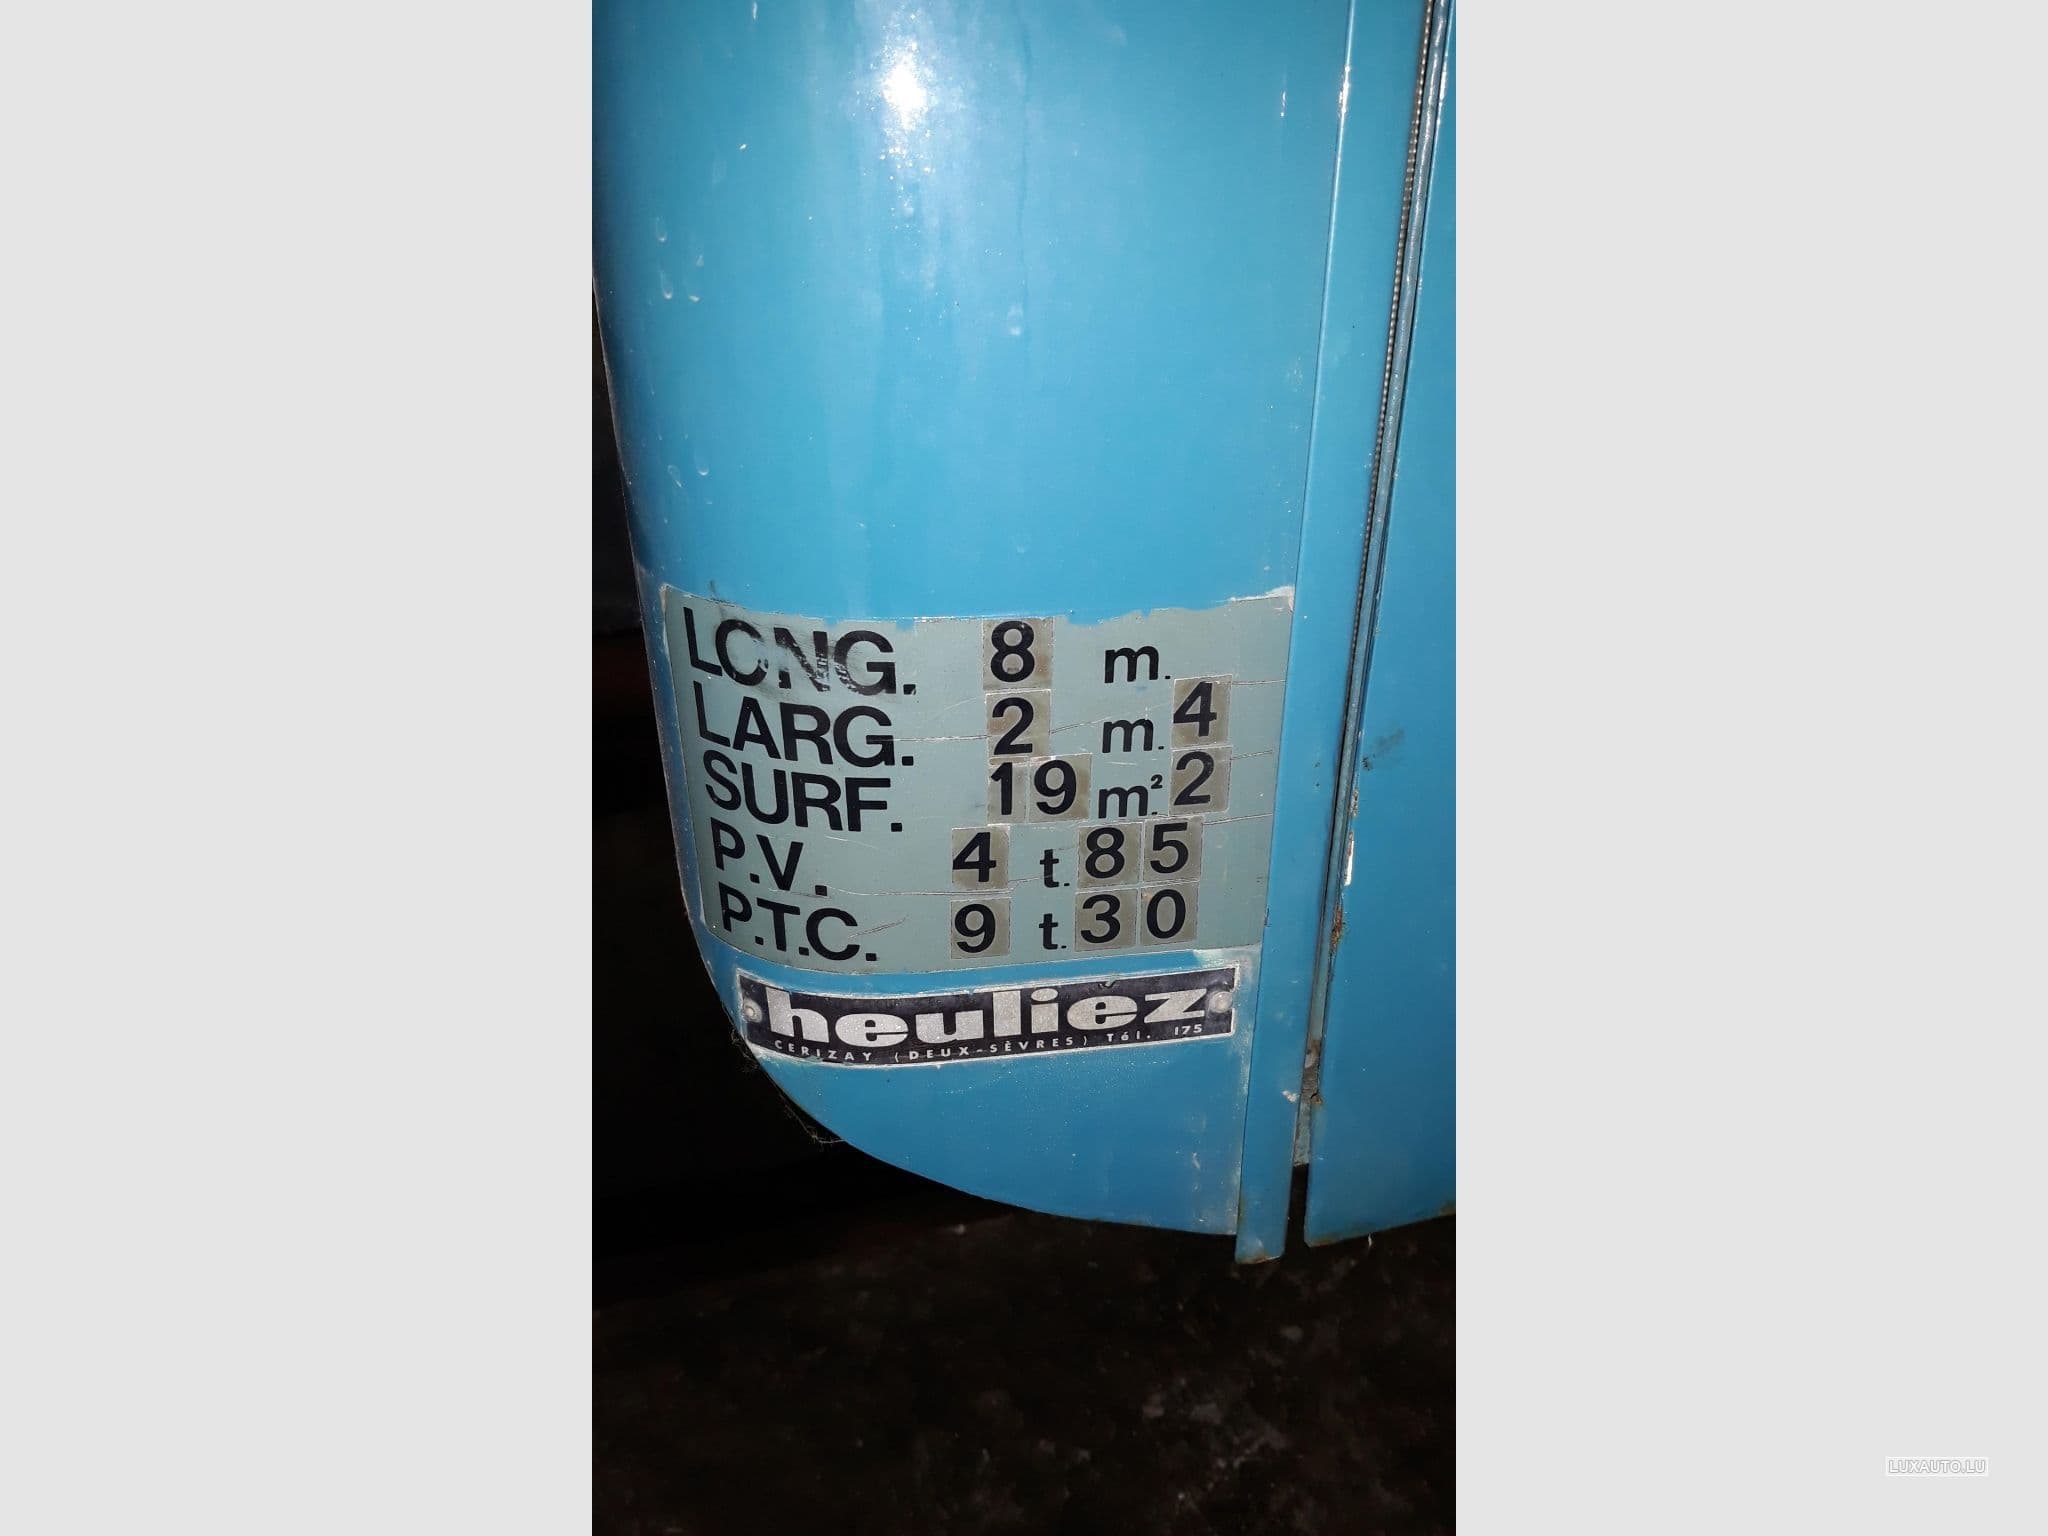 LONG. 8 m.
LARG. 2 m. 4
SURF. 19 m². 2
P.V. 4 t. 85
P.T.C. 9 t. 30
heuliez
CERIZAY (DEUX-SÈVRES) Tél. 175
LUXAUTO.LU